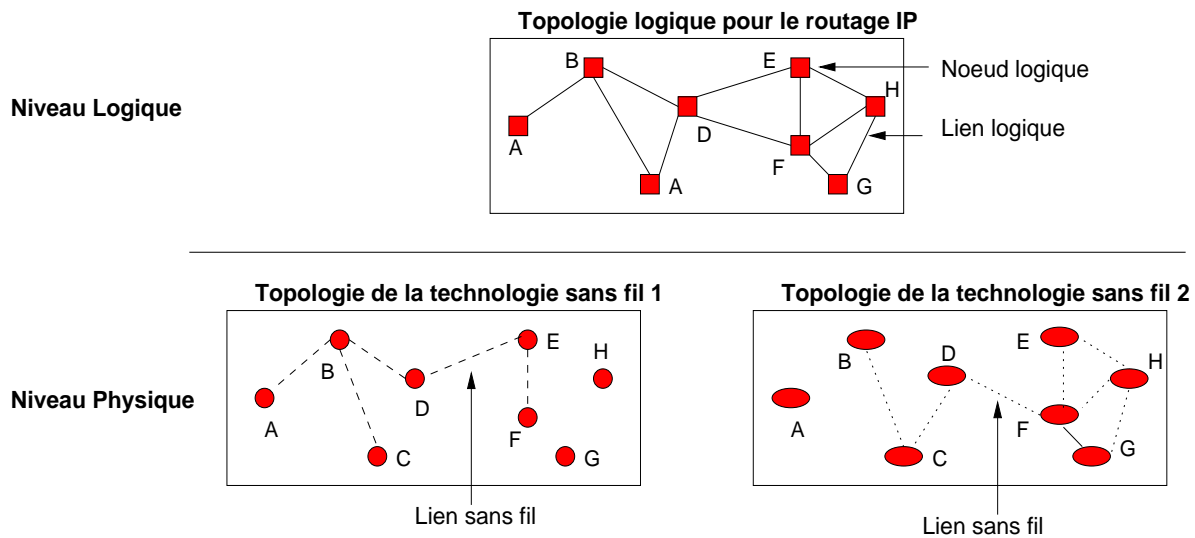 Topologie logique pour le routage IP
B
E
Noeud logique
H
Niveau Logique
A
D
Lien logique
F
A
G
Topologie de la technologie sans fil 1
Topologie de la technologie sans fil 2
B
E
H
D
Niveau Physique
A
F
C
G
Lien sans fil
B
D
E
H
A
F
C
G
Lien sans fil